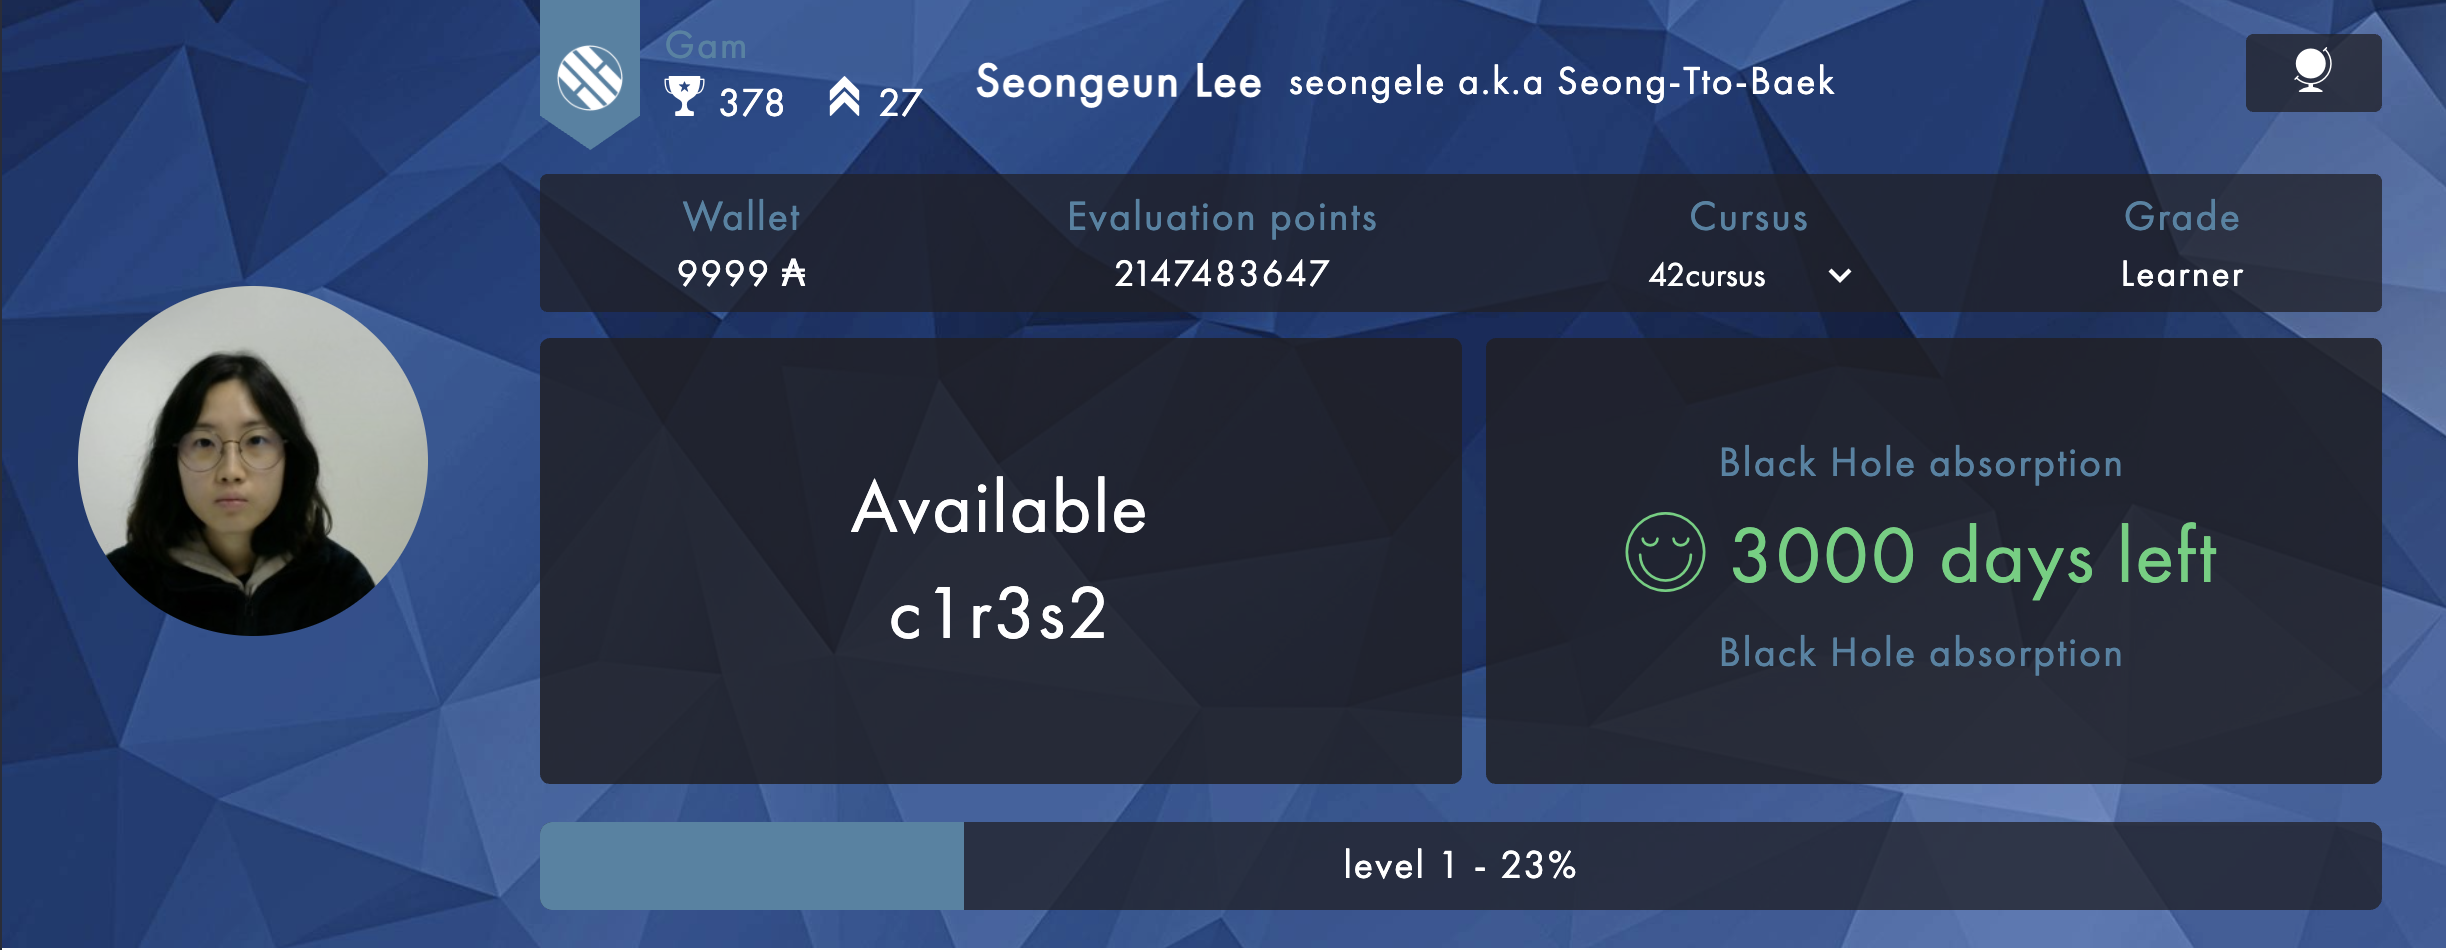 Gam
378 27
Seongeun Lee seongele a.k.a Seong-Tto-Baek
Wallet
9999 ₳
Evaluation points
2147483647
Cursus
42cursus
Grade
Learner
Available
c1r3s2
Black Hole absorption
3000 days left
Black Hole absorption
level 1 - 23%